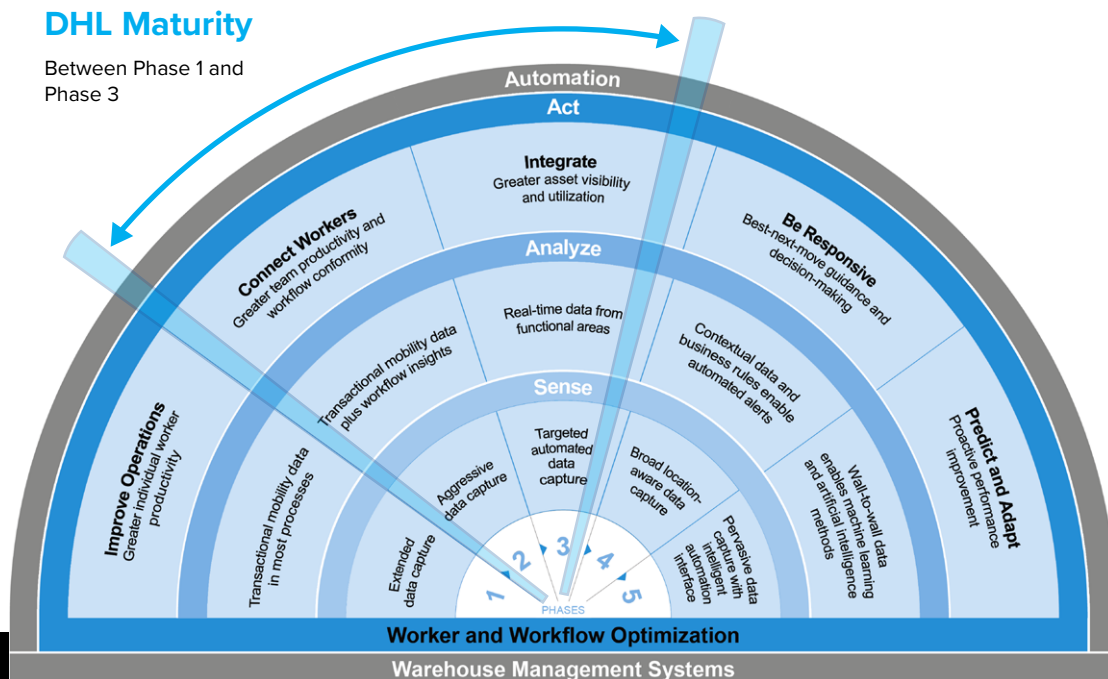 DHL Maturity
Between Phase 1 and
Phase 3
Automation
Act
Improve Operations
Greater individual worker
productivity
Connect Workers
Greater team productivity and
workflow conformity
Integrate
Greater asset visibility
and utilization
Be Responsive
Best-next-move guidance and
decision-making
Predict and Adapt
Proactive performance
improvement
Analyze
Transactional mobility data
in most processes
Transactional mobility data
plus workflow insights
Real-time data from
functional areas
Contextual data and
business rules enable
automated alerts
Wall-to-wall data
enables machine learning
and artificial intelligence
methods
Sense
Extended
data capture
Aggressive
data capture
Targeted
automated
data
capture
Broad location-
aware data
capture
Pervasive data
capture with
intelligent
automation
interface
1
2
3
4
5
PHASES
Worker and Workflow Optimization
Warehouse Management Systems